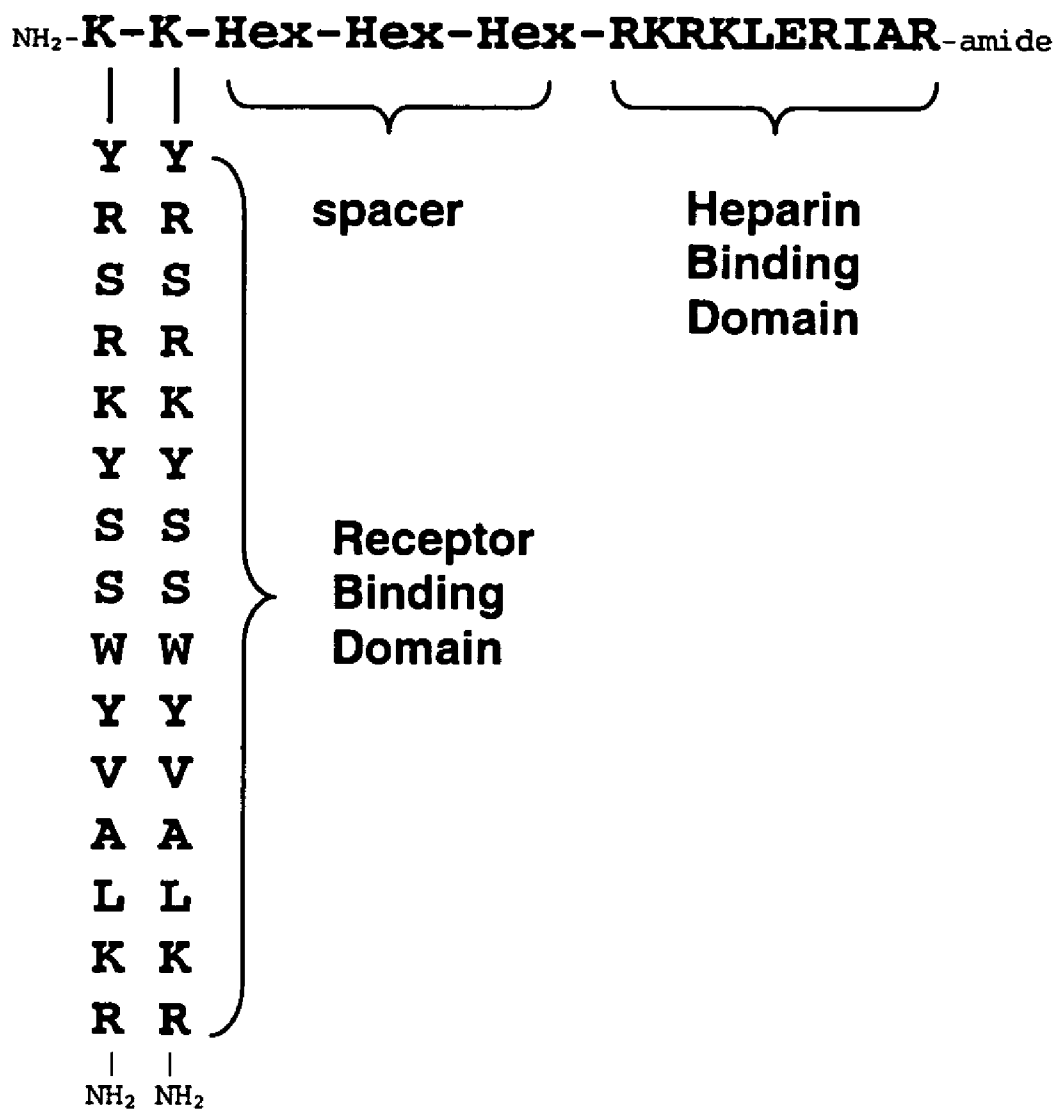 NH₂-K-K-Hex-Hex-Hex-RKRKLERIAR-amide
Y Y
R R
spacer
Heparin
S S
Binding
R R
Domain
K K
Y Y
S S
Receptor
S S
Binding
W W
Domain
Y Y
V V
A A
L L
K K
R R
NH₂ NH₂